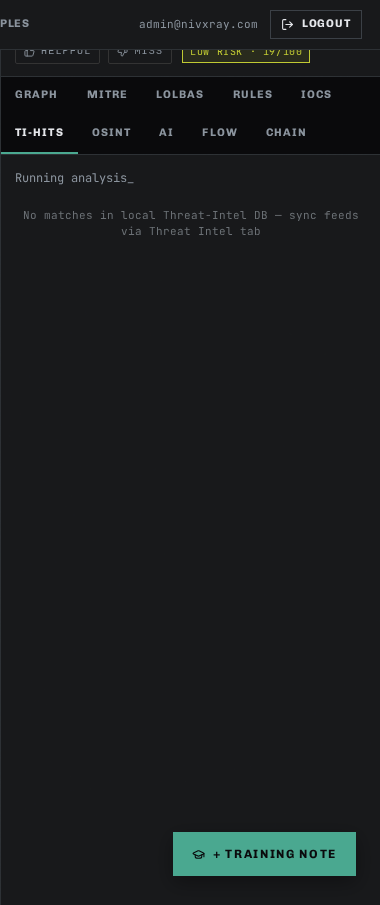 PLES
admin@nivxray.com
LOGOUT
HELPFUL
MISS
LOW RISK · 19/100
GRAPH MITRE LOLBAS RULES IOCS
TI-HITS OSINT AI FLOW CHAIN
Running analysis_
No matches in local Threat-Intel DB — sync feeds
via Threat Intel tab
+ TRAINING NOTE